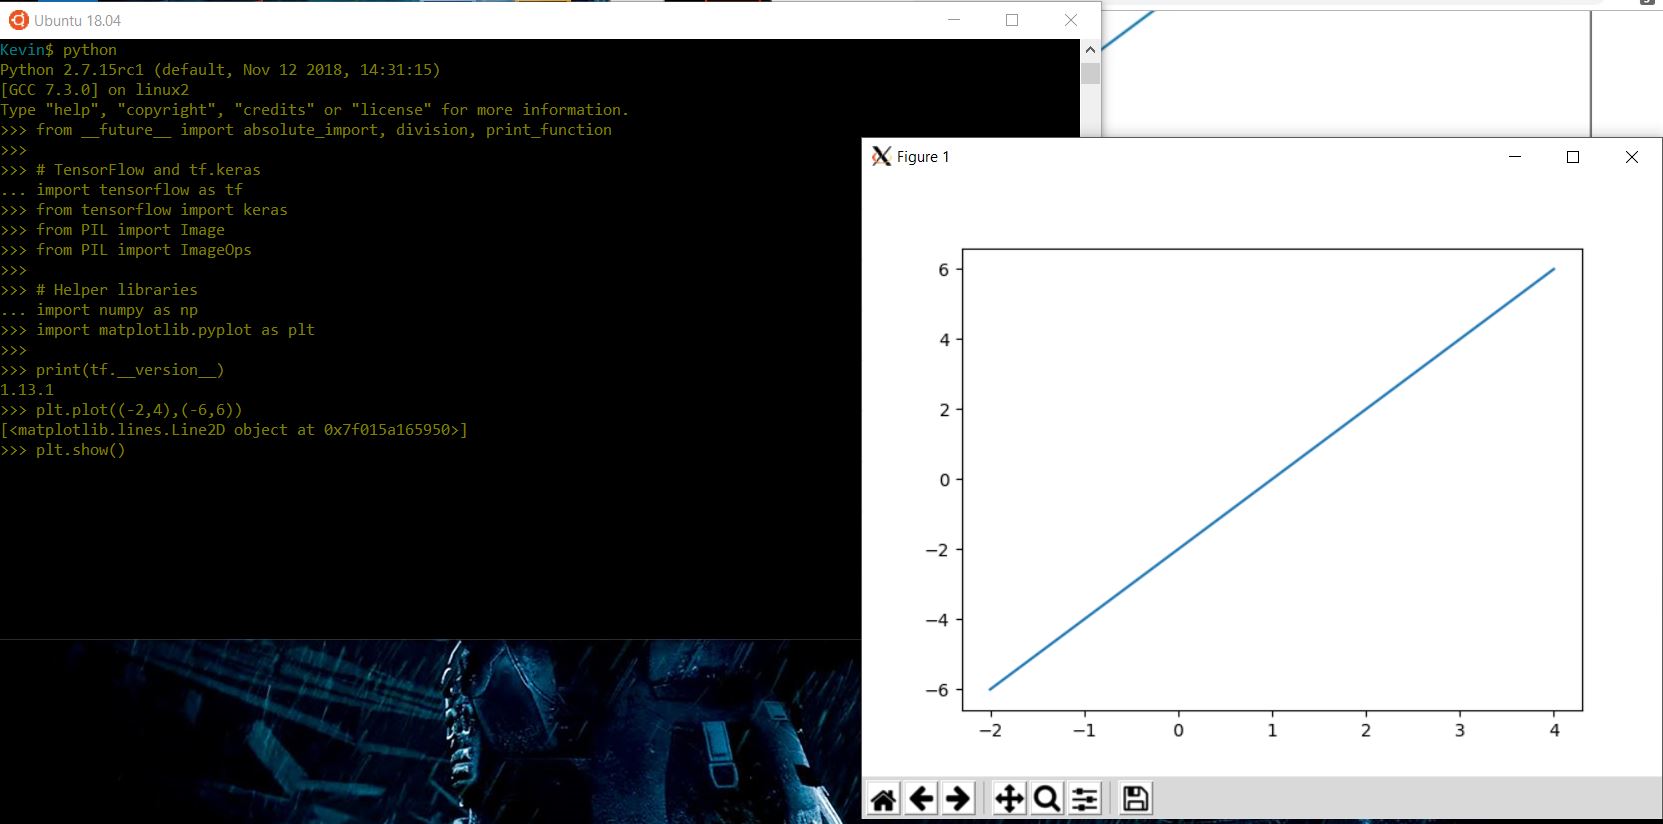 Ubuntu 18.04
Kevin$ python
Python 2.7.15rc1 (default, Nov 12 2018, 14:31:15)
[GCC 7.3.0] on linux2
Type "help", "copyright", "credits" or "license" for more information.
>>> from __future__ import absolute_import, division, print_function
>>>
>>> # TensorFlow and tf.keras
... import tensorflow as tf
>>> from tensorflow import keras
>>> from PIL import Image
>>> from PIL import ImageOps
>>>
>>> # Helper libraries
... import numpy as np
>>> import matplotlib.pyplot as plt
>>>
>>> print(tf.__version__)
1.13.1
>>> plt.plot((-2,4),(-6,6))
[<matplotlib.lines.Line2D object at 0x7f015a165950>]
>>> plt.show()
Figure 1
6
4
2
0
−2
−4
−6
−2 −1 0 1 2 3 4